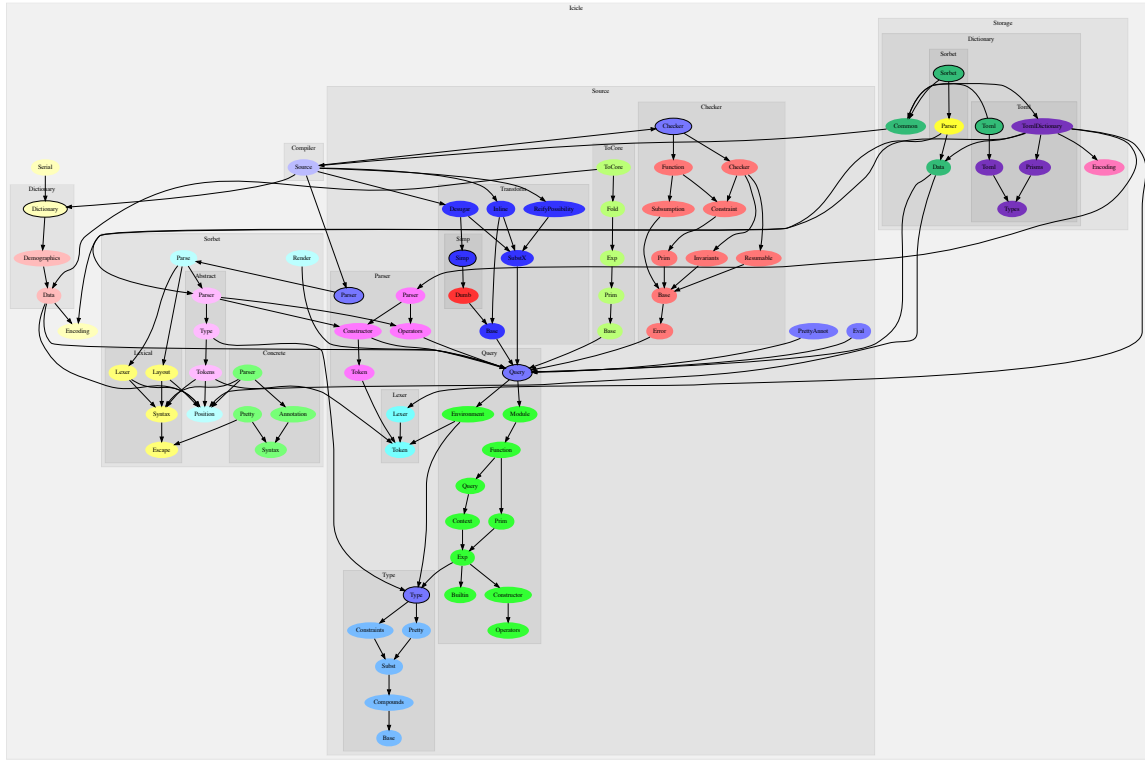 Icicle
Storage
Dictionary
Sorbet
Sorbet
Source
Toml
Checker
Checker
Common
Parser
Toml
TomlDictionary
Compiler
ToCore
Serial
Source
ToCore
Function
Checker
Data
Toml
Prisms
Encoding
Dictionary
Transform
Dictionary
Desugar
Inline
ReifyPossibility
Fold
Subsumption
Constraint
Types
Sorbet
Simp
Demographics
Parse
Render
Simp
SubstX
Exp
Prim
Invariants
Resumable
Abstract
Parser
Data
Parser
Parser
Parser
Dumb
Prim
Base
Encoding
Type
Constructor
Operators
Base
Base
Error
PrettyAnnot
Eval
Lexical
Concrete
Query
Lexer
Layout
Tokens
Parser
Token
Query
Lexer
Syntax
Position
Pretty
Annotation
Lexer
Environment
Module
Escape
Syntax
Token
Function
Query
Context
Prim
Exp
Type
Type
Builtin
Constructor
Constraints
Pretty
Operators
Subst
Compounds
Base